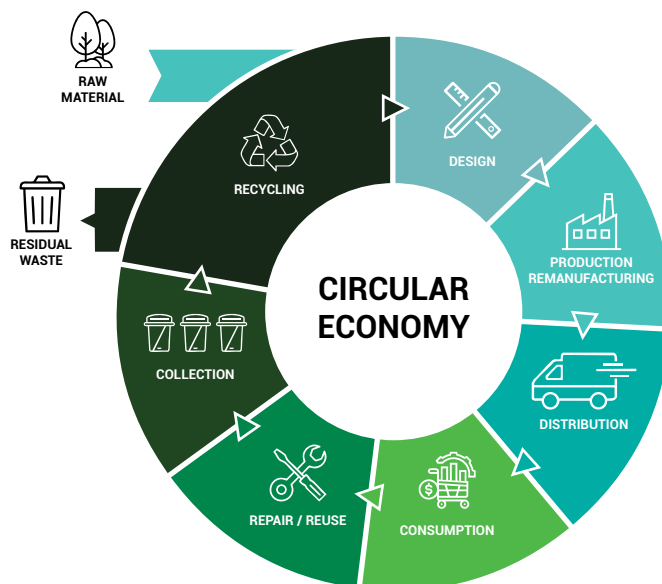 RAW
MATERIAL
RESIDUAL
WASTE
RECYCLING
DESIGN
PRODUCTION
REMANUFACTURING
DISTRIBUTION
CONSUMPTION
REPAIR / REUSE
COLLECTION
CIRCULAR
ECONOMY
$